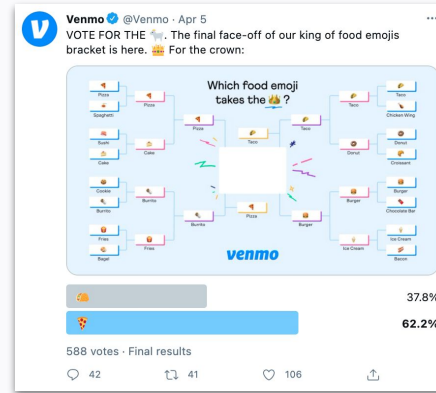 Venmo @Venmo · Apr 5
VOTE FOR THE 🐐. The final face-off of our king of food emojis
bracket is here. 🍔 For the crown:
Which food emoji
takes the 👑?
Pizza
Spaghetti
Sushi
Cake
Cookie
Burrito
Fries
Bagel
Pizza
Cake
Burrito
Fries
Pizza
Burrito
Taco
Pizza
Taco
Burger
Taco
Donut
Burger
Ice Cream
Taco
Chicken Wing
Donut
Croissant
Burger
Chocolate Bar
Ice Cream
Bacon
venmo
🌮 37.8%
🍕 62.2%
588 votes · Final results
42 41 106